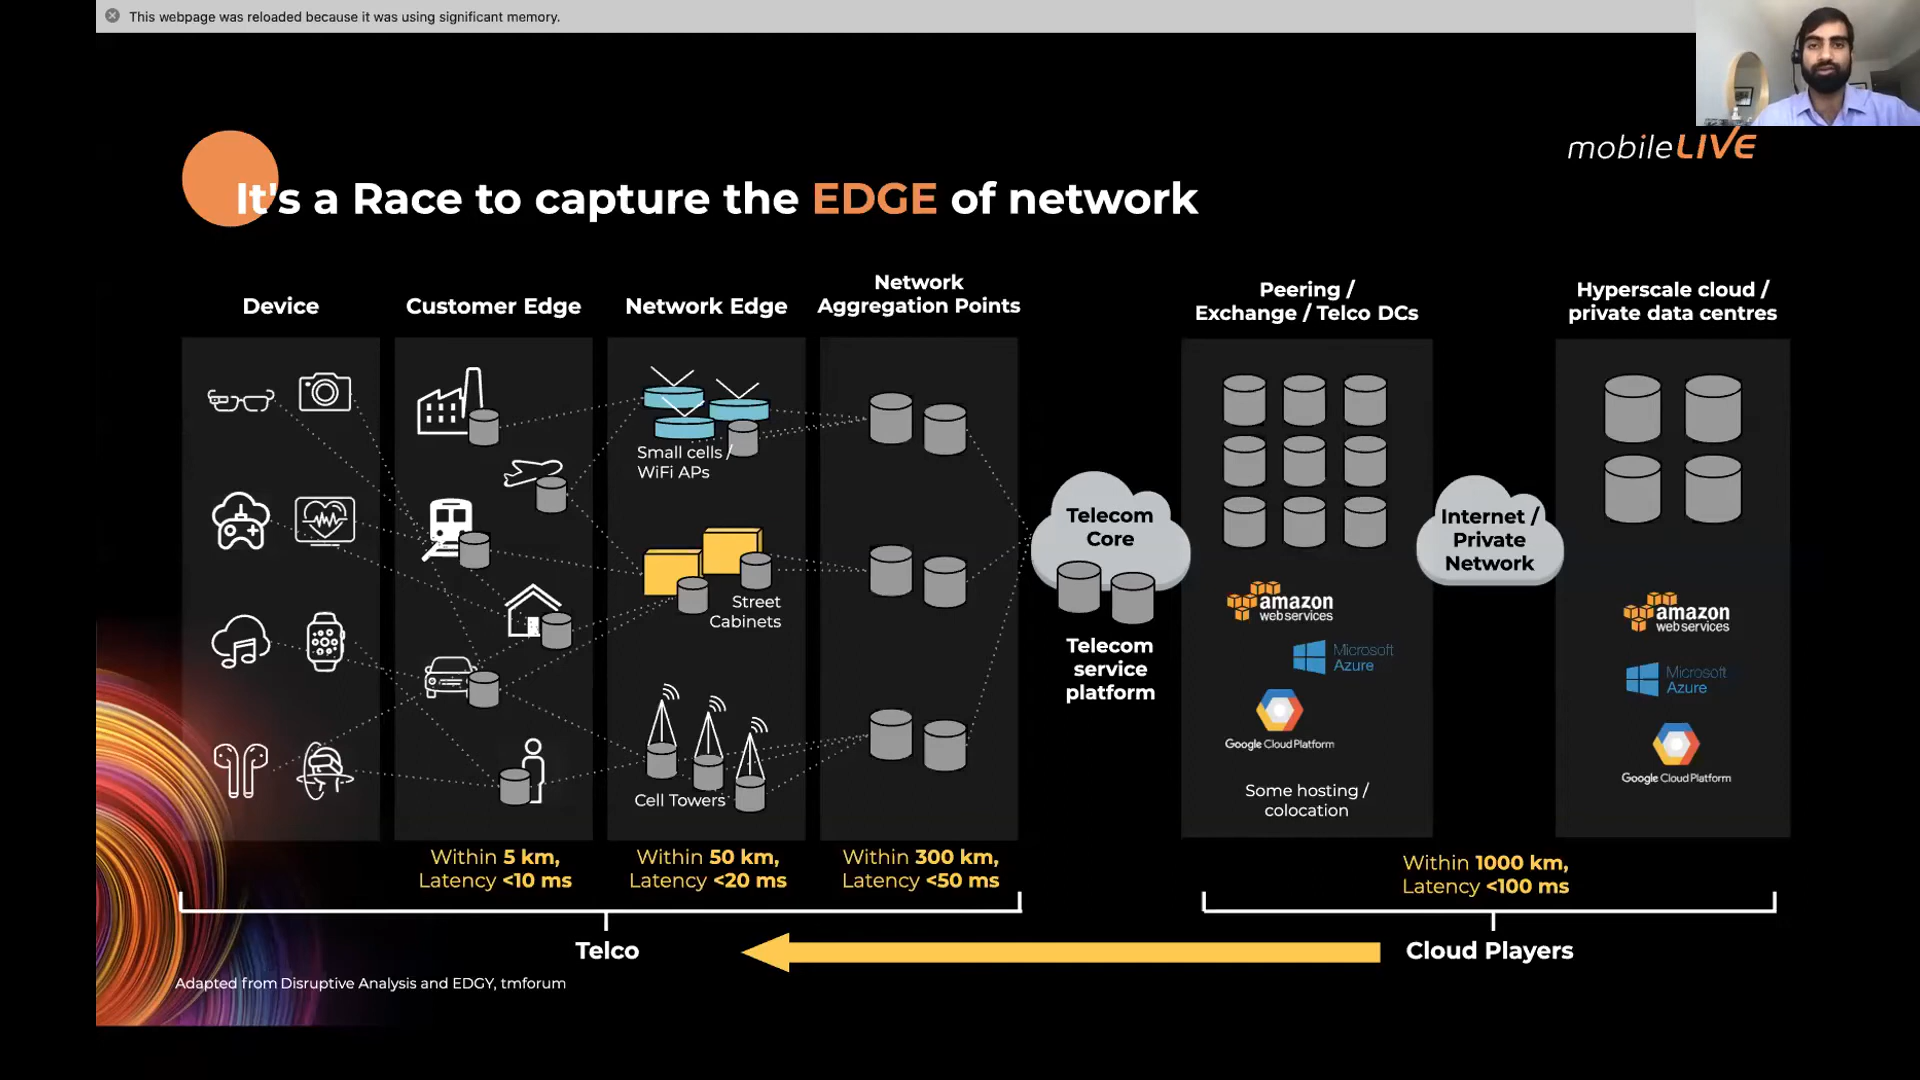 This webpage was reloaded because it was using significant memory.
mobileLIVE
It's a Race to capture the EDGE of network
Device
Customer Edge
Network Edge
Network
Aggregation Points
Peering /
Exchange / Telco DCs
Hyperscale cloud /
private data centres
Small cells /
WiFi APs
Street
Cabinets
Cell Towers
Telecom
Core
Telecom
service
platform
amazon
webservices
Microsoft
Azure
Google Cloud Platform
Some hosting /
colocation
Internet /
Private
Network
amazon
webservices
Microsoft
Azure
Google Cloud Platform
Within 5 km,
Latency <10 ms
Within 50 km,
Latency <20 ms
Within 300 km,
Latency <50 ms
Within 1000 km,
Latency <100 ms
Telco
Cloud Players
Adapted from Disruptive Analysis and EDGY, tmforum